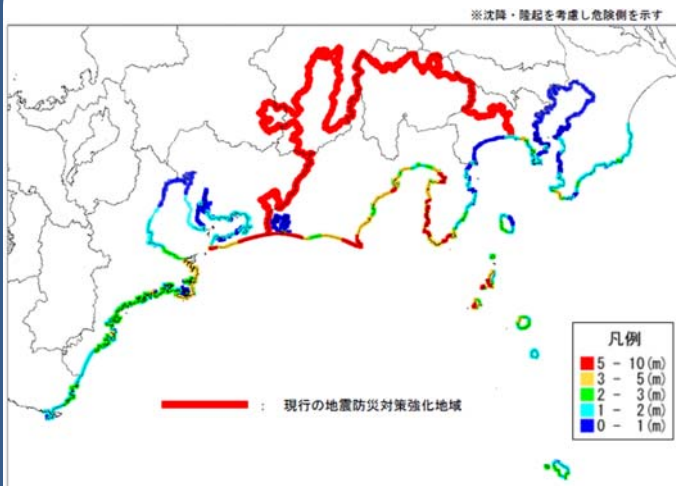 ※沈降・隆起を考慮し危険側を示す
凡例
5 - 10(m)
3 - 5(m)
2 - 3(m)
1 - 2(m)
0 - 1(m)
: 現行の地震防災対策強化地域